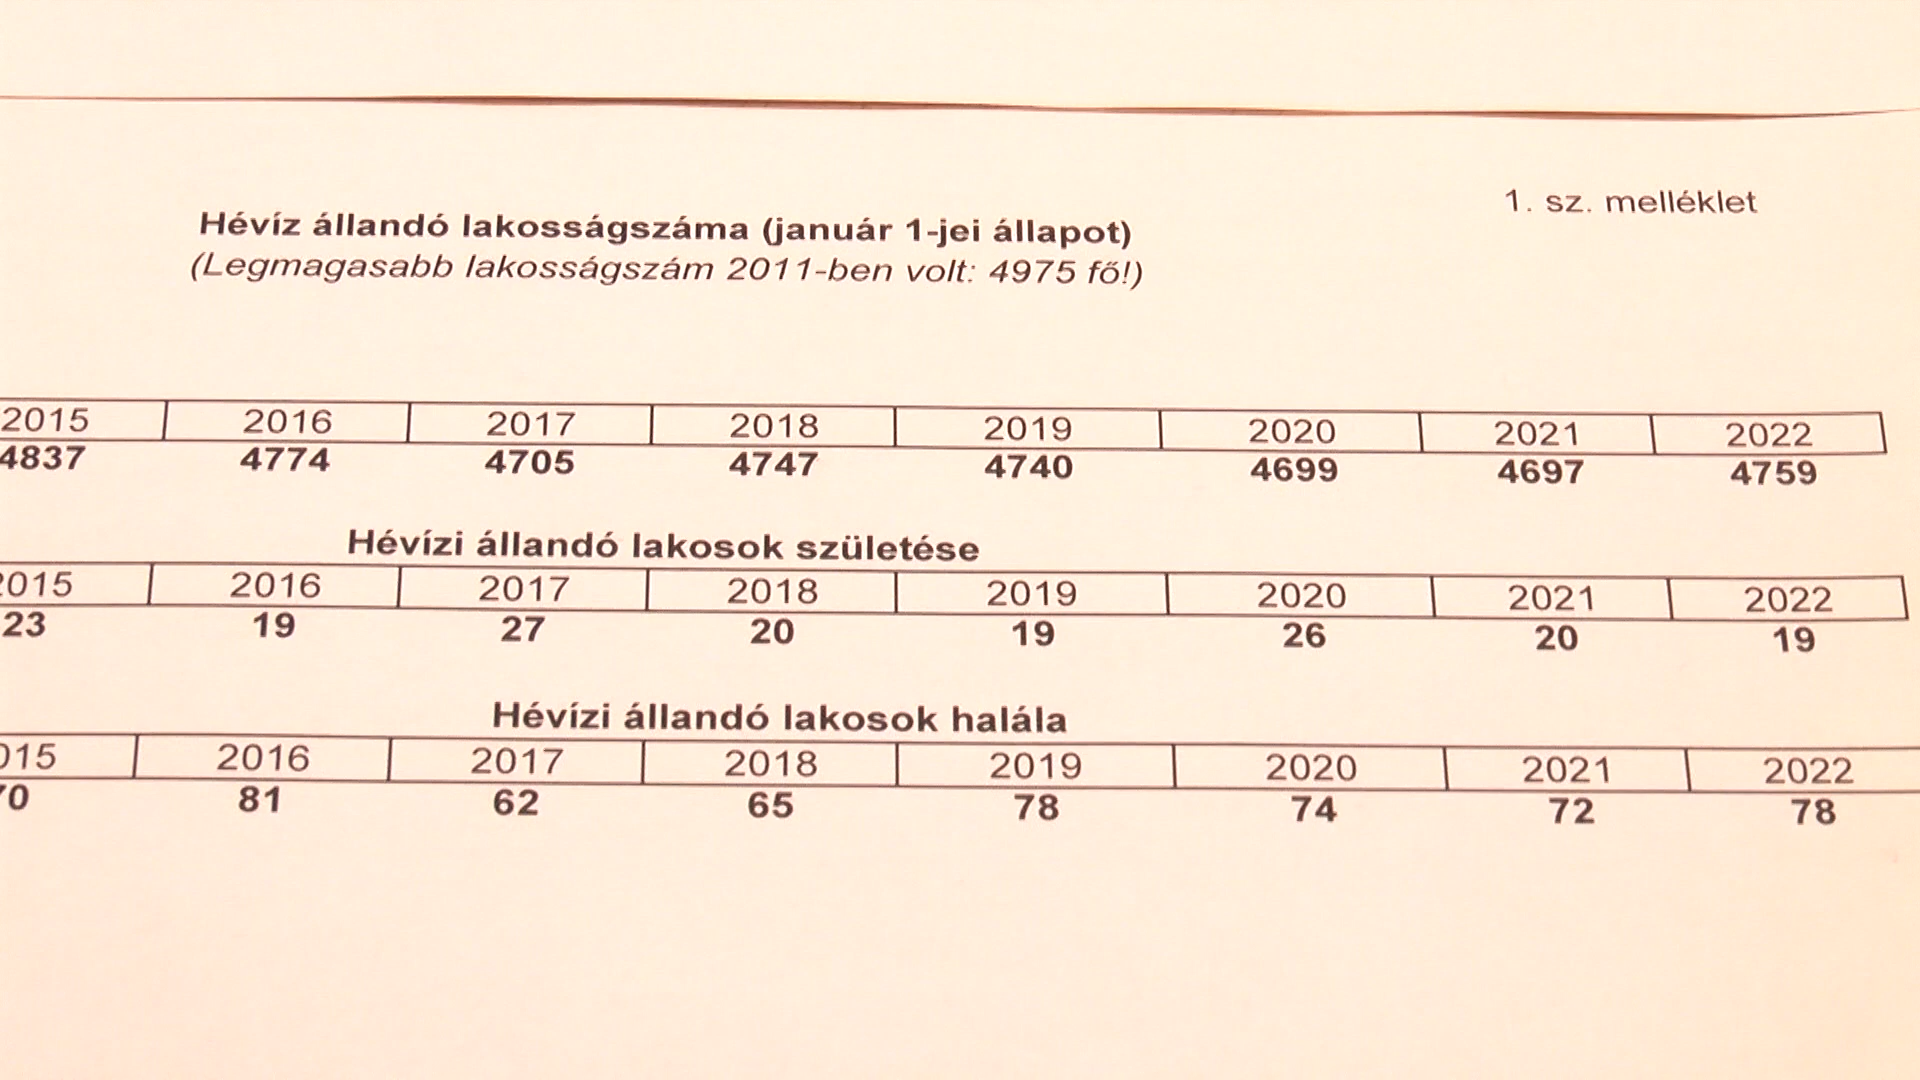 1. sz. melléklet
Hévíz állandó lakosságszáma (január 1-jei állapot)
(Legmagasabb lakosságszám 2011-ben volt: 4975 fő!)
2015 2016 2017 2018 2019 2020 2021 2022
4837 4774 4705 4747 4740 4699 4697 4759
Hévízi állandó lakosok születése
2015 2016 2017 2018 2019 2020 2021 2022
23 19 27 20 19 26 20 19
Hévízi állandó lakosok halála
015 2016 2017 2018 2019 2020 2021 2022
70 81 62 65 78 74 72 78